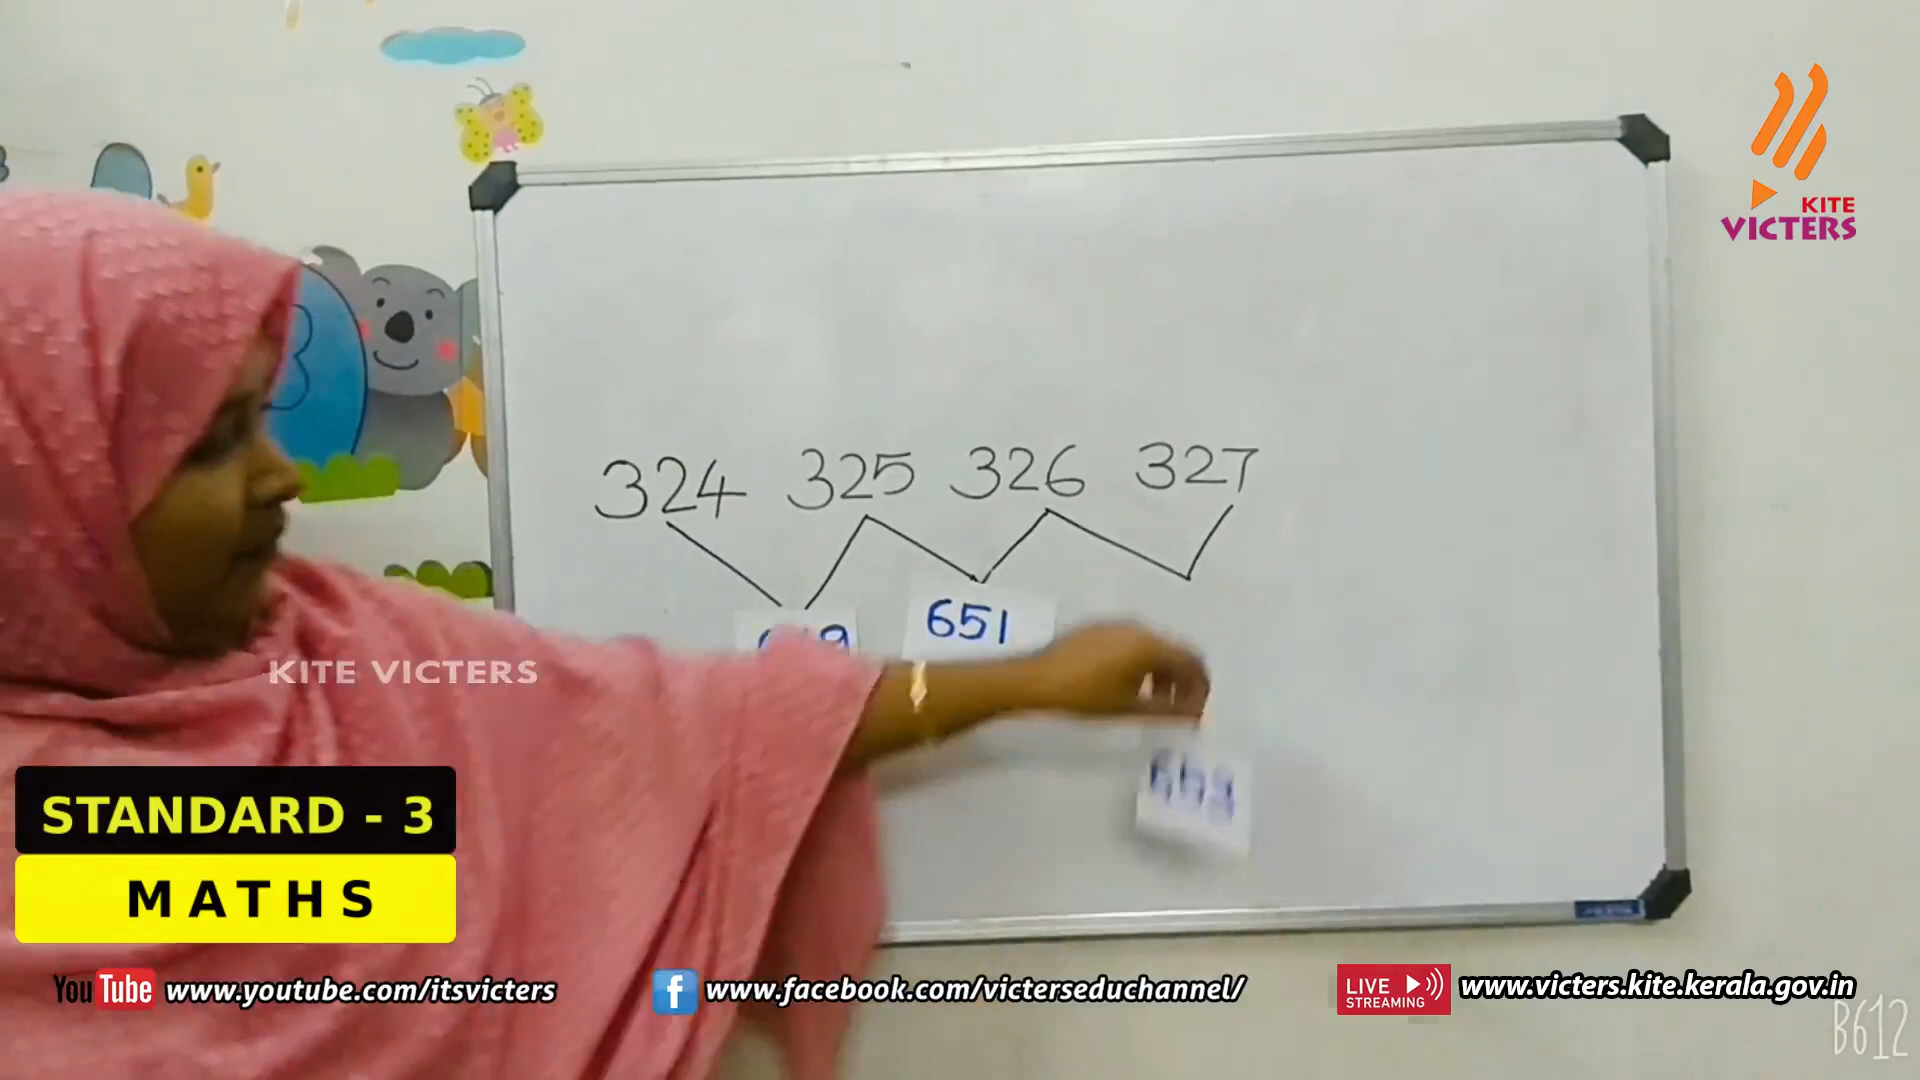 KITE
VICTERS
324 325 326 327
651
KITE VICTERS
653
STANDARD - 3
MATHS
YouTube www.youtube.com/itsvicters
f www.facebook.com/victerseduchannel/
LIVE STREAMING www.victers.kite.kerala.gov.in
B612